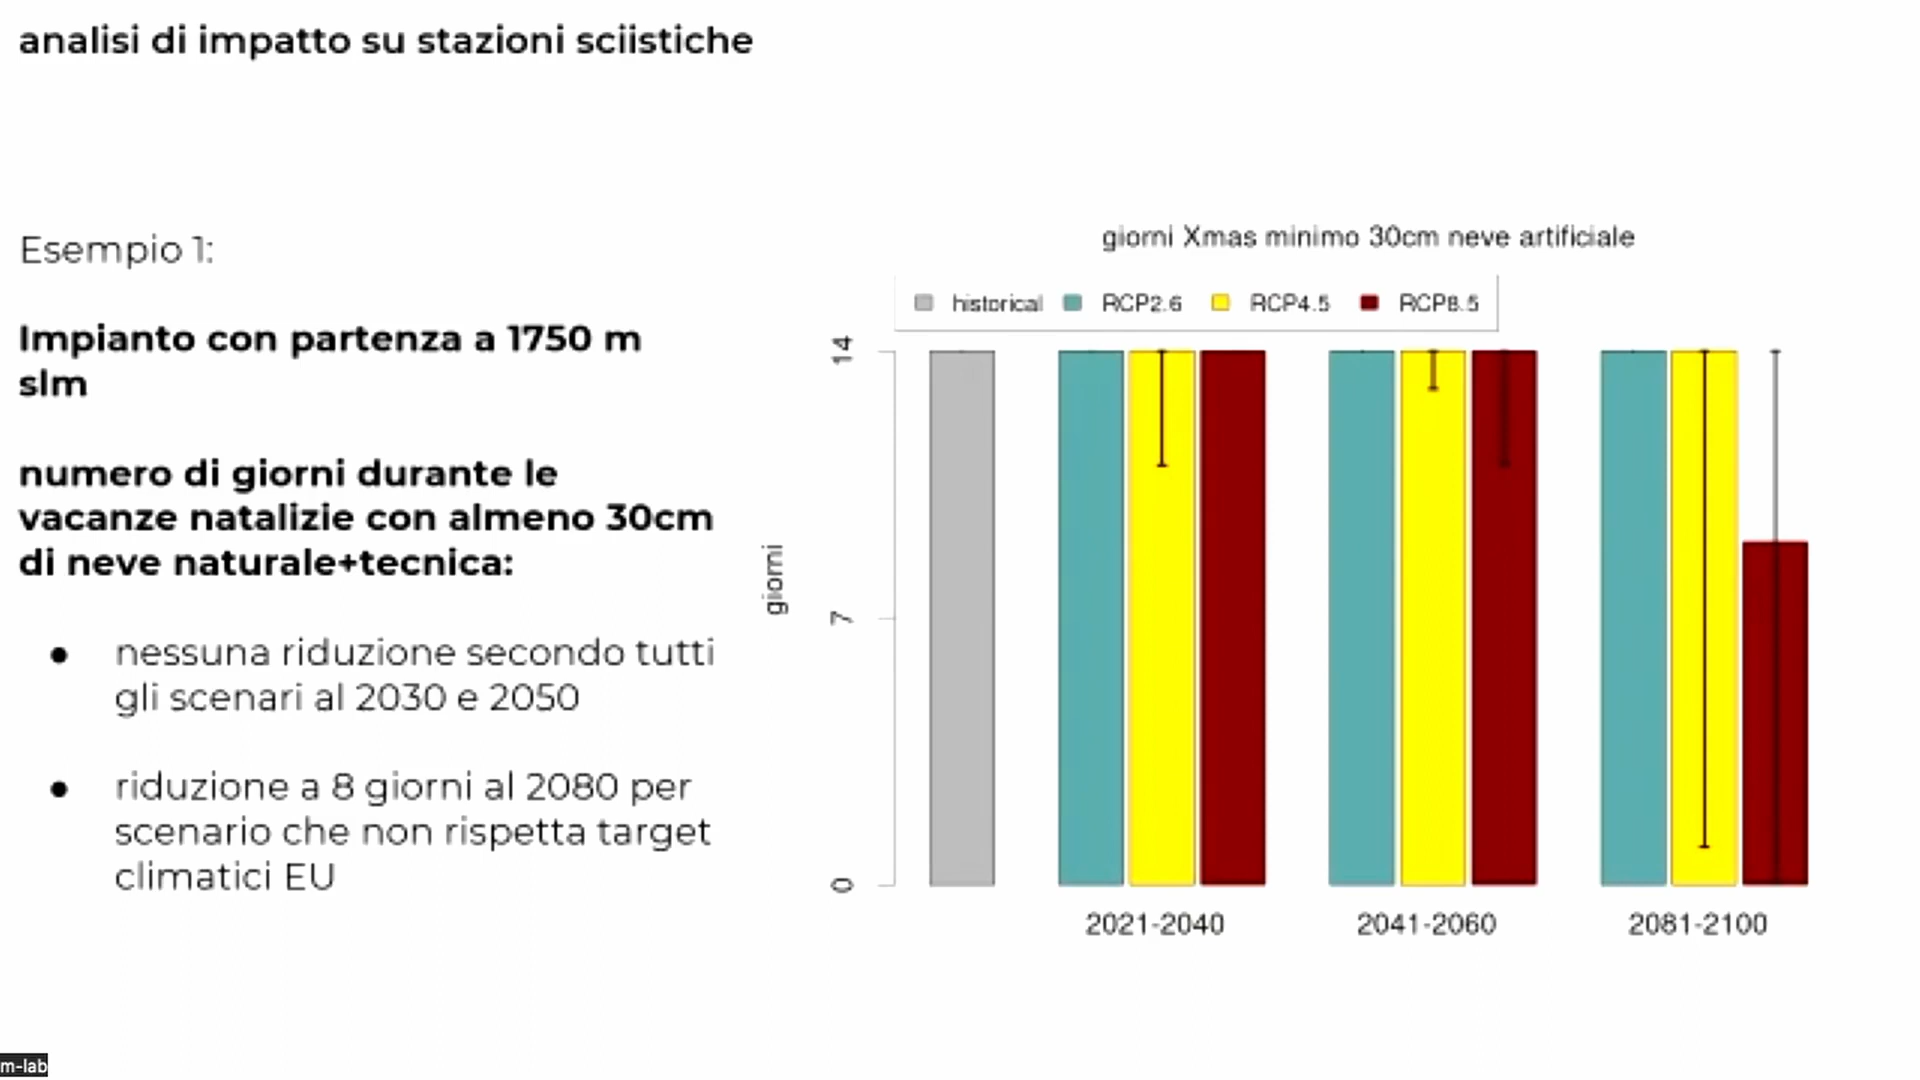 analisi di impatto su stazioni sciistiche
Esempio 1:
Impianto con partenza a 1750 m
slm
numero di giorni durante le
vacanze natalizie con almeno 30cm
di neve naturale+tecnica:
● nessuna riduzione secondo tutti
gli scenari al 2030 e 2050
● riduzione a 8 giorni al 2080 per
scenario che non rispetta target
climatici EU
giorni Xmas minimo 30cm neve artificiale
historical RCP2.6 RCP4.5 RCP8.5
14
7
0
giorni
2021-2040 2041-2060 2081-2100
m-lab